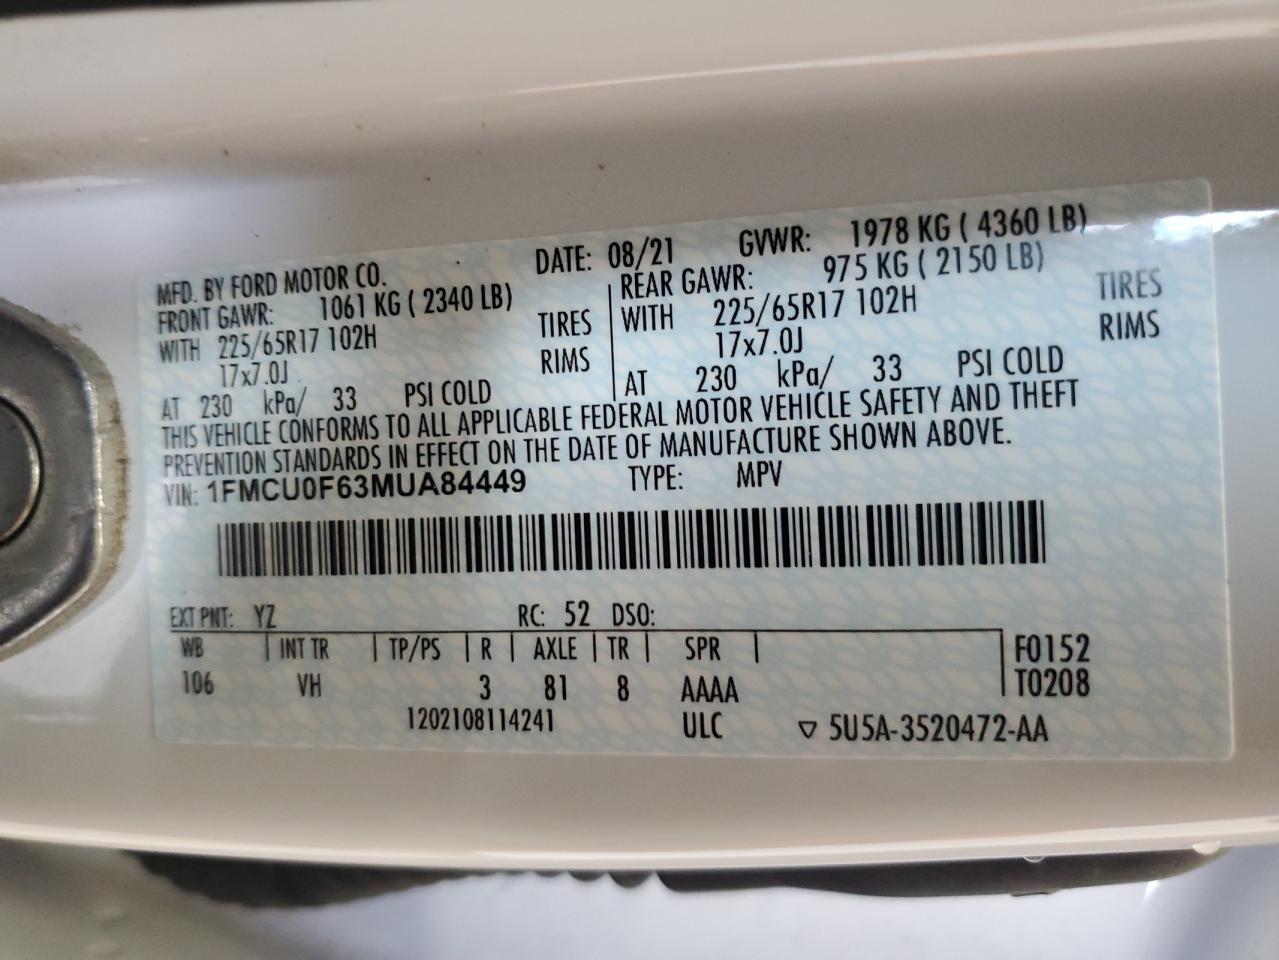 MFD. BY FORD MOTOR CO. DATE: 08/21 GVWR: 1978 KG ( 4360 LB)
FRONT GAWR: 1061 KG ( 2340 LB) REAR GAWR: 975 KG ( 2150 LB)
WITH 225/65R17 102H TIRES WITH 225/65R17 102H TIRES
17x7.0J RIMS 17x7.0J RIMS
AT 230 kPa/ 33 PSI COLD AT 230 kPa/ 33 PSI COLD
THIS VEHICLE CONFORMS TO ALL APPLICABLE FEDERAL MOTOR VEHICLE SAFETY AND THEFT
PREVENTION STANDARDS IN EFFECT ON THE DATE OF MANUFACTURE SHOWN ABOVE.
VIN: 1FMCU0F63MUA84449 TYPE: MPV
EXT PNT: YZ RC: 52 DSO:
WB INT TR TP/PS R AXLE TR SPR F0152
106 VH 3 81 8 AAAA T0208
1202108114241 ULC ▽ 5U5A-3520472-AA